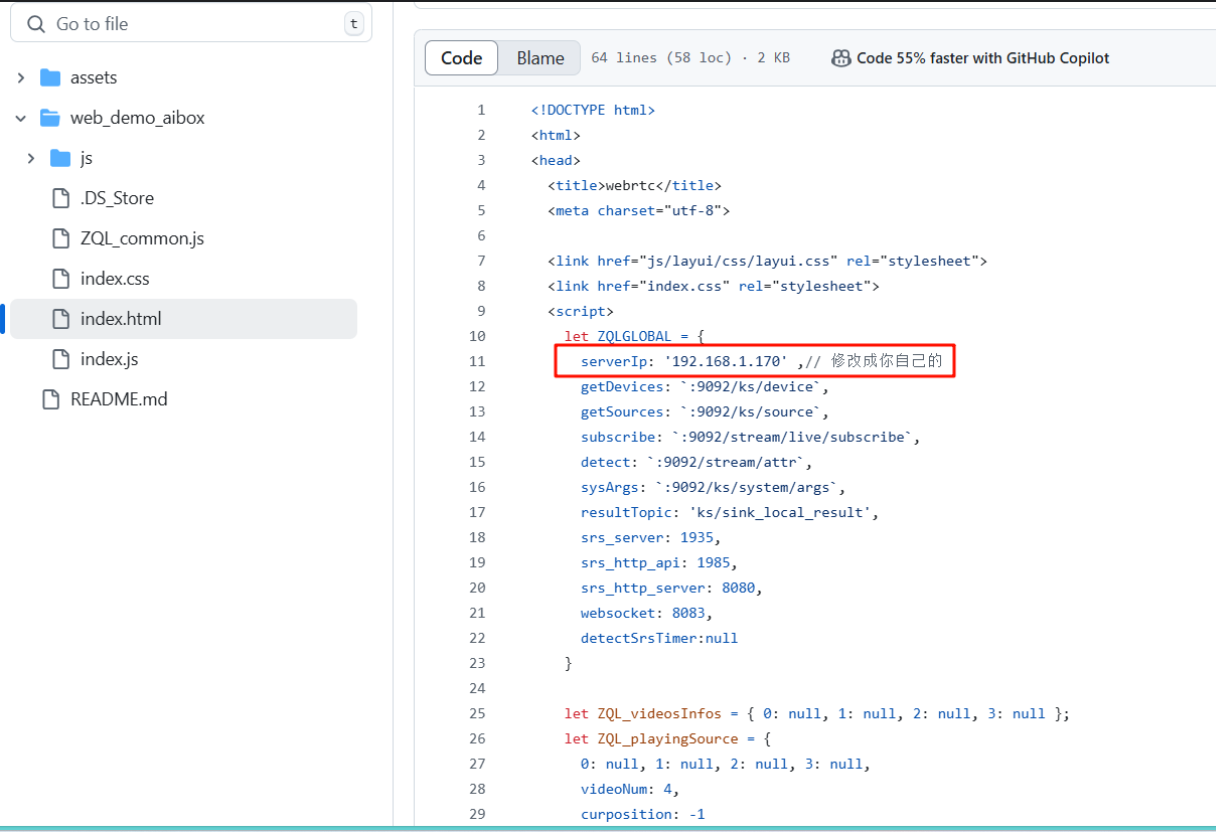 Go to file
t
assets
web_demo_aibox
js
.DS_Store
ZQL_common.js
index.css
index.html
index.js
README.md
Code
Blame
64 lines (58 loc) · 2 KB
Code 55% faster with GitHub Copilot
1 <!DOCTYPE html>
2 <html>
3 <head>
4 <title>webrtc</title>
5 <meta charset="utf-8">
6
7 <link href="js/layui/css/layui.css" rel="stylesheet">
8 <link href="index.css" rel="stylesheet">
9 <script>
10 let ZQLGLOBAL = {
11 serverIp: '192.168.1.170' ,// 修改成你自己的
12 getDevices: `:9092/ks/device`,
13 getSources: `:9092/ks/source`,
14 subscribe: `:9092/stream/live/subscribe`,
15 detect: `:9092/stream/attr`,
16 sysArgs: `:9092/ks/system/args`,
17 resultTopic: 'ks/sink_local_result',
18 srs_server: 1935,
19 srs_http_api: 1985,
20 srs_http_server: 8080,
21 websocket: 8083,
22 detectSrsTimer:null
23 }
24
25 let ZQL_videosInfos = { 0: null, 1: null, 2: null, 3: null };
26 let ZQL_playingSource = {
27 0: null, 1: null, 2: null, 3: null,
28 videoNum: 4,
29 curposition: -1